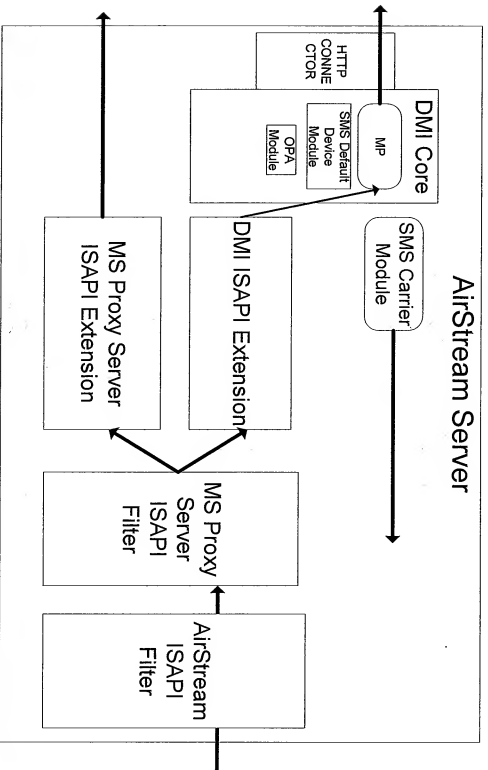 AirStream Server
DMI Core
HTTP
CONNE
CTOR
MP
SMS Default
Device
Module
OPA
Module
SMS Carrier
Module
DMI ISAPI Extension
MS Proxy Server
ISAPI Extension
MS Proxy
Server
ISAPI
Filter
AirStream
ISAPI
Filter